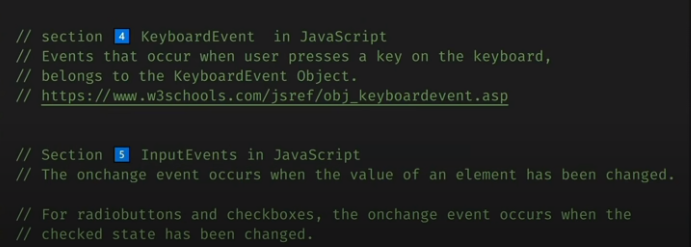 // section 4️⃣ KeyboardEvent  in JavaScript
// Events that occur when user presses a key on the keyboard,
// belongs to the KeyboardEvent Object.
// https://www.w3schools.com/jsref/obj_keyboardevent.asp
// Section 5️⃣ InputEvents in JavaScript
// The onchange event occurs when the value of an element has been changed.
// For radiobuttons and checkboxes, the onchange event occurs when the
// checked state has been changed.